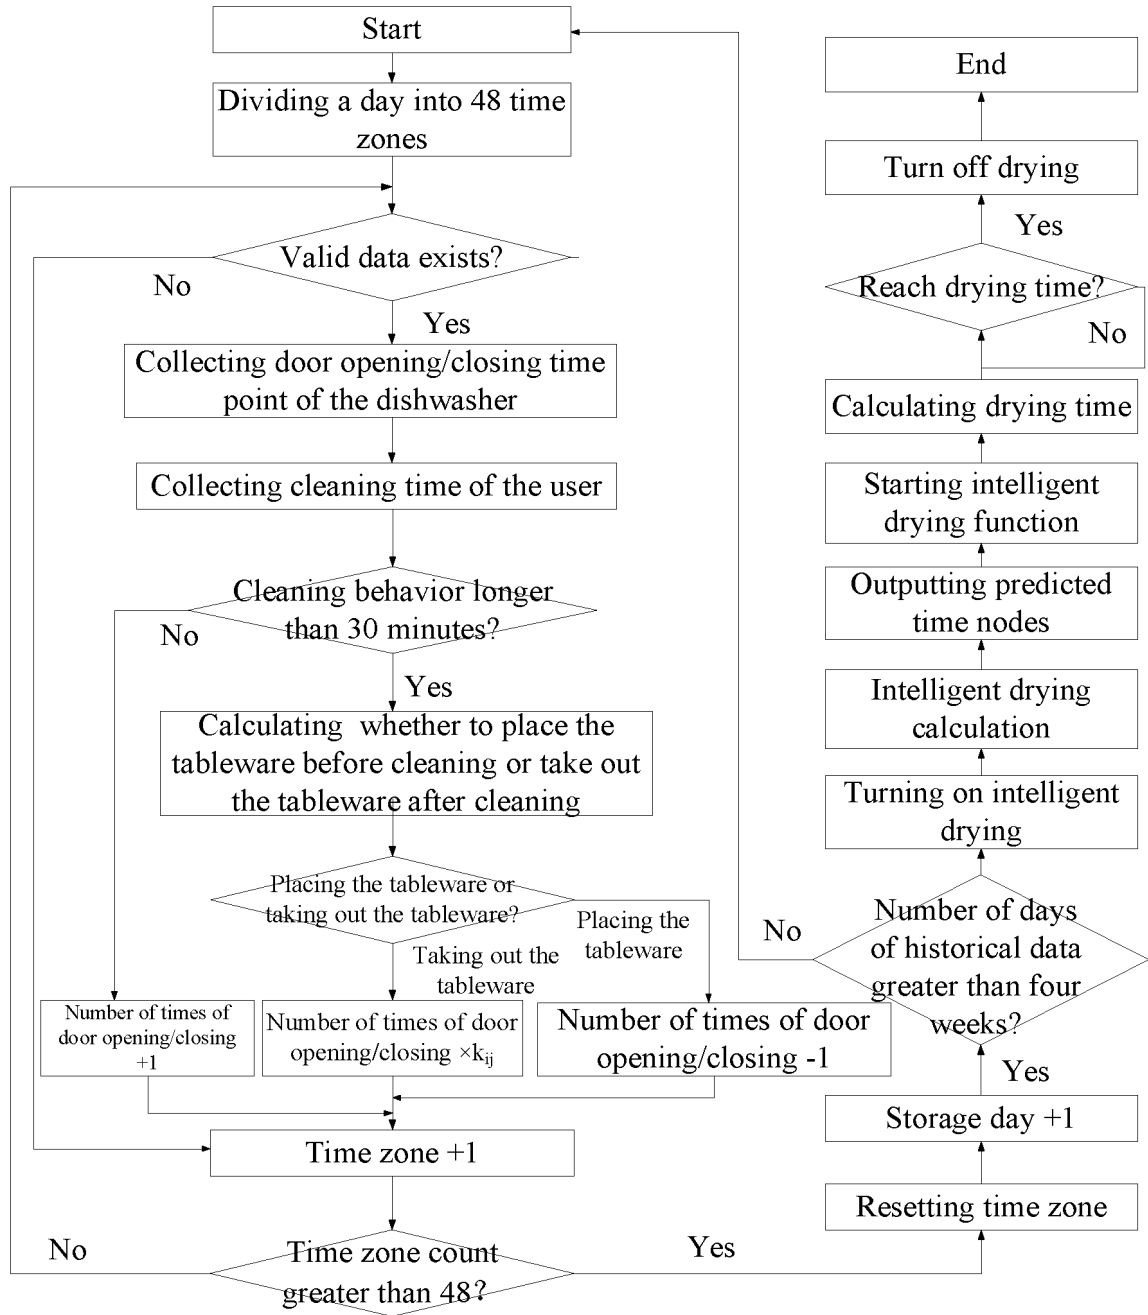 Start
Dividing a day into 48 time
zones
Valid data exists?
No
Yes
Collecting door opening/closing time
point of the dishwasher
Collecting cleaning time of the user
Cleaning behavior longer
than 30 minutes?
No
Yes
Calculating whether to place the
tableware before cleaning or take out
the tableware after cleaning
Placing the tableware or
taking out the tableware?
Placing the
tableware
Taking out the
tableware
Number of times of
door opening/closing
+1
Number of times of door
opening/closing ×kij
Number of times of door
opening/closing -1
Time zone +1
Time zone count
greater than 48?
No
Yes
Resetting time zone
Storage day +1
Yes
Number of days
of historical data
greater than four
weeks?
No
Turning on intelligent
drying
Intelligent drying
calculation
Outputting predicted
time nodes
Starting intelligent
drying function
Calculating drying time
Reach drying time?
No
Yes
Turn off drying
End